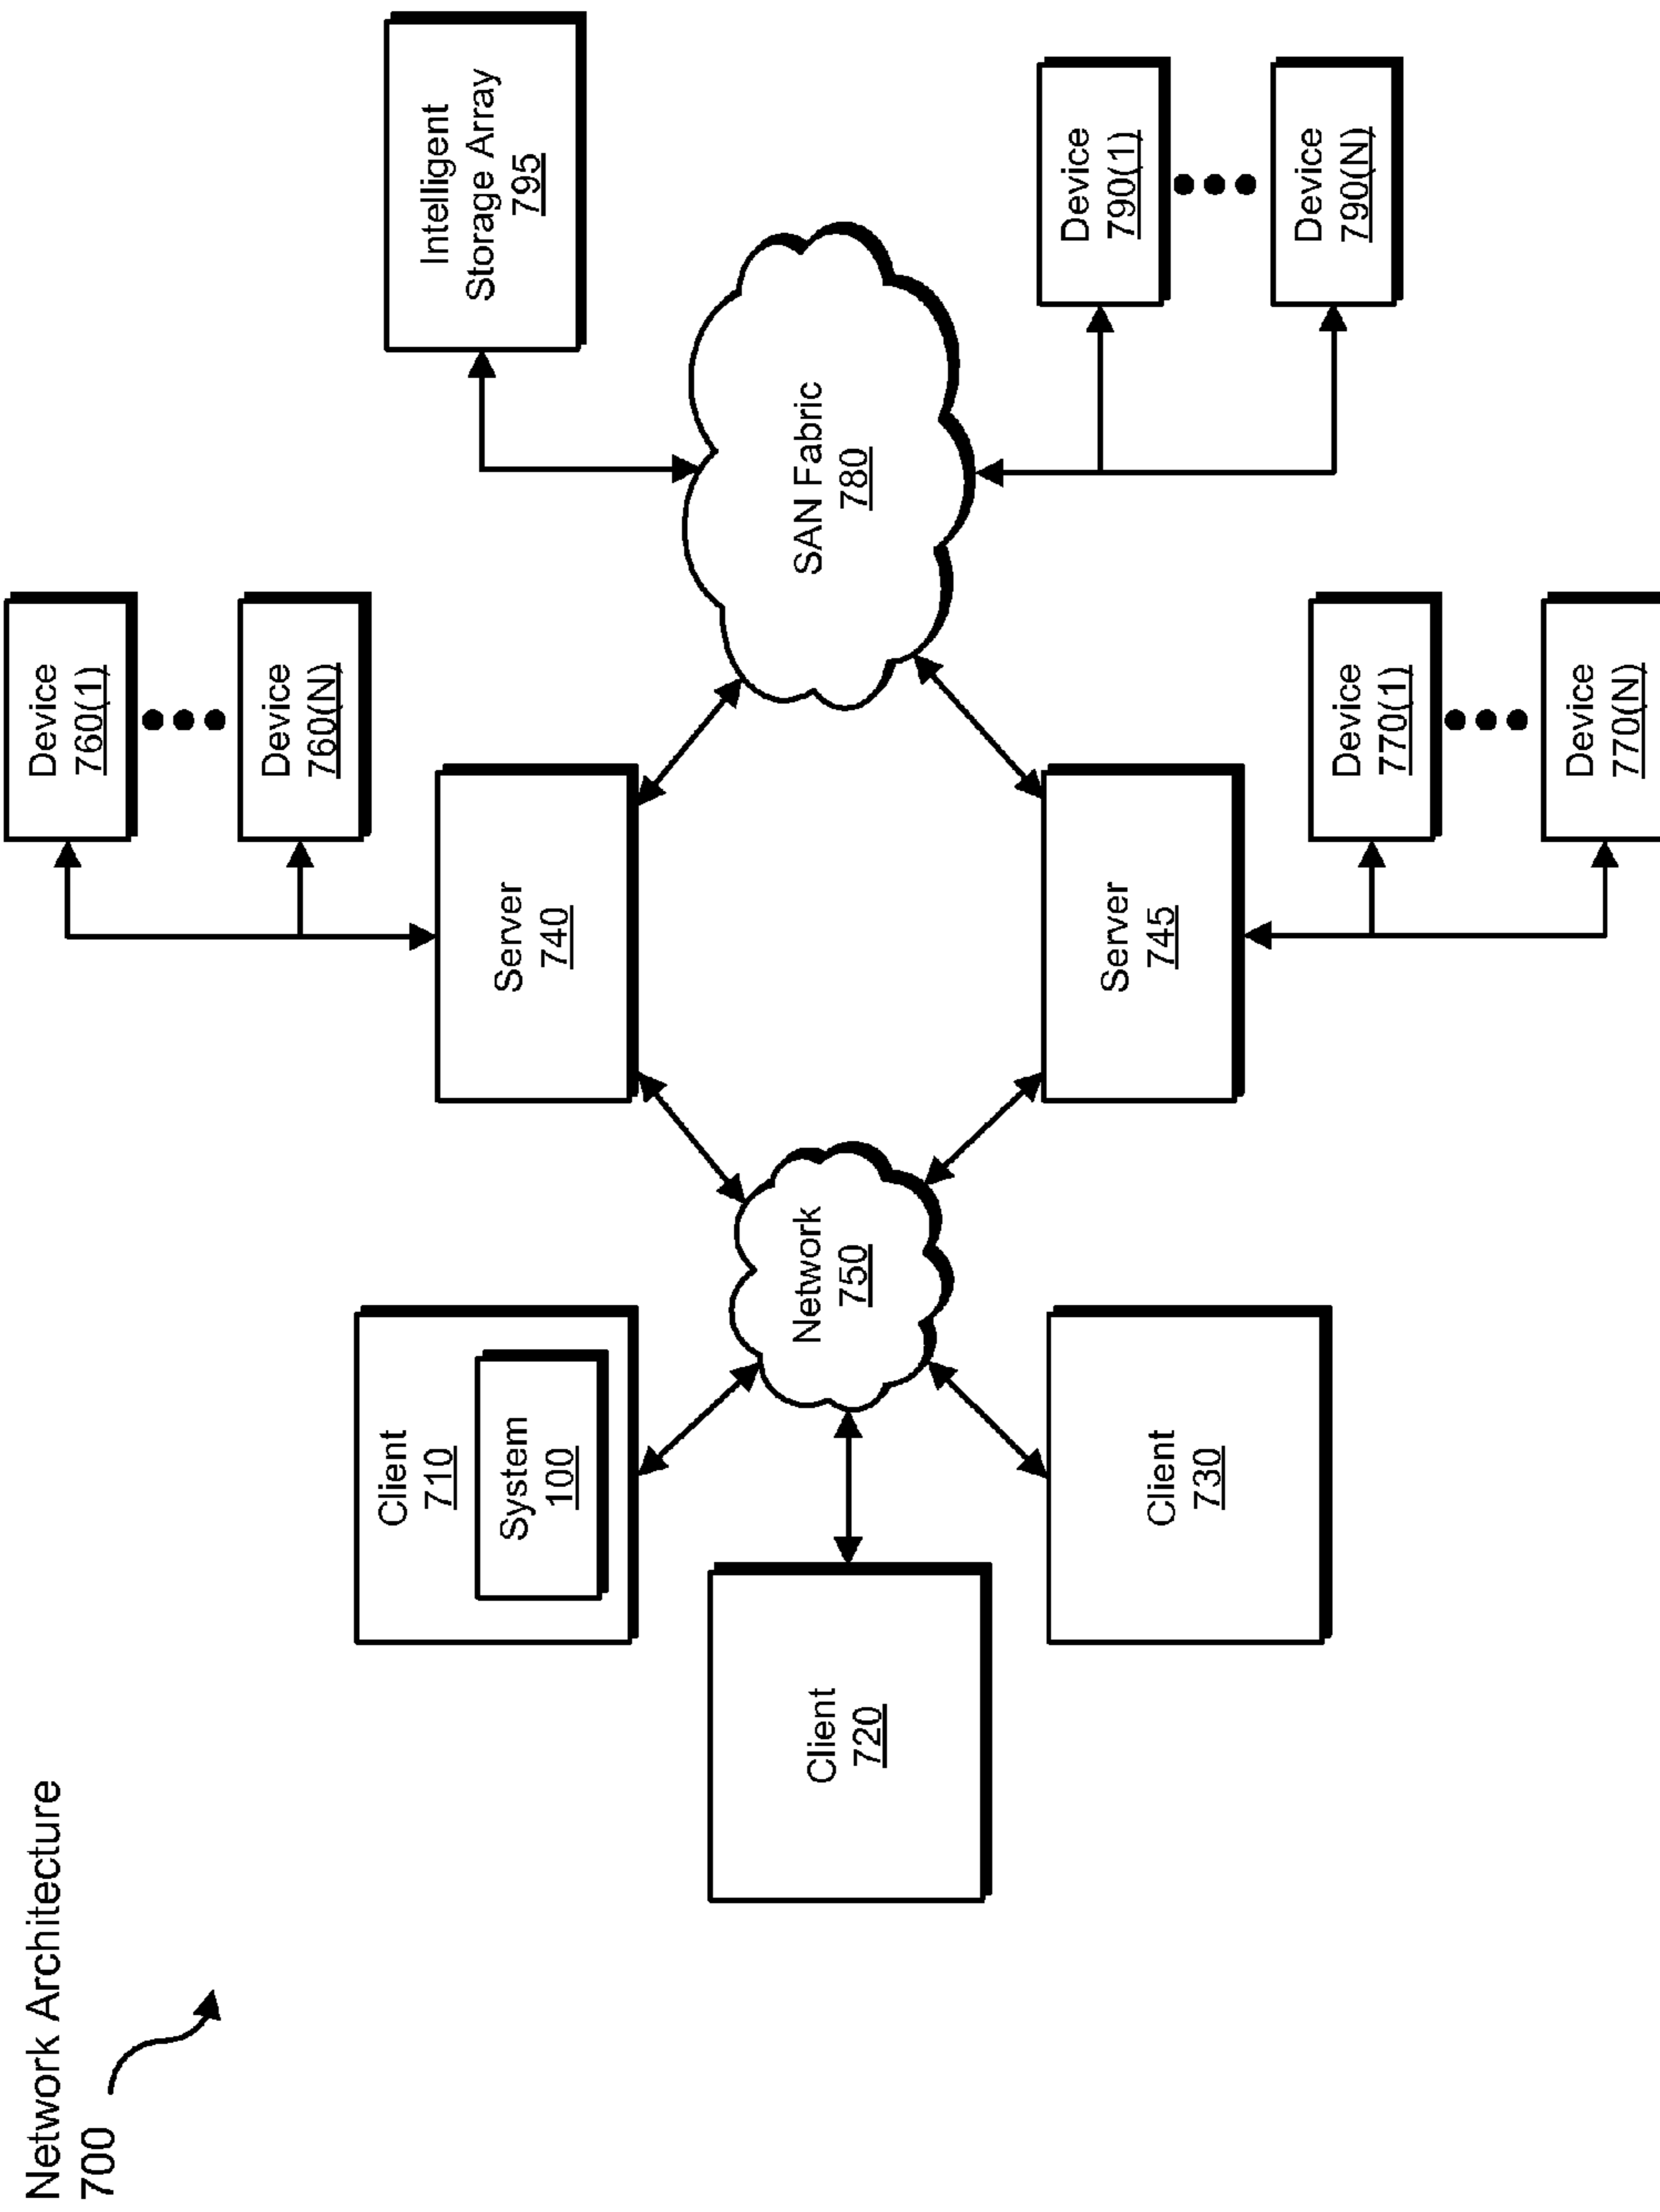 Network Architecture
700
Client
710
System
100
Client
720
Client
730
Network
750
Server
740
Server
745
Device
760(1)
Device
760(N)
Device
770(1)
Device
770(N)
SAN Fabric
780
Intelligent
Storage Array
795
Device
790(1)
Device
790(N)